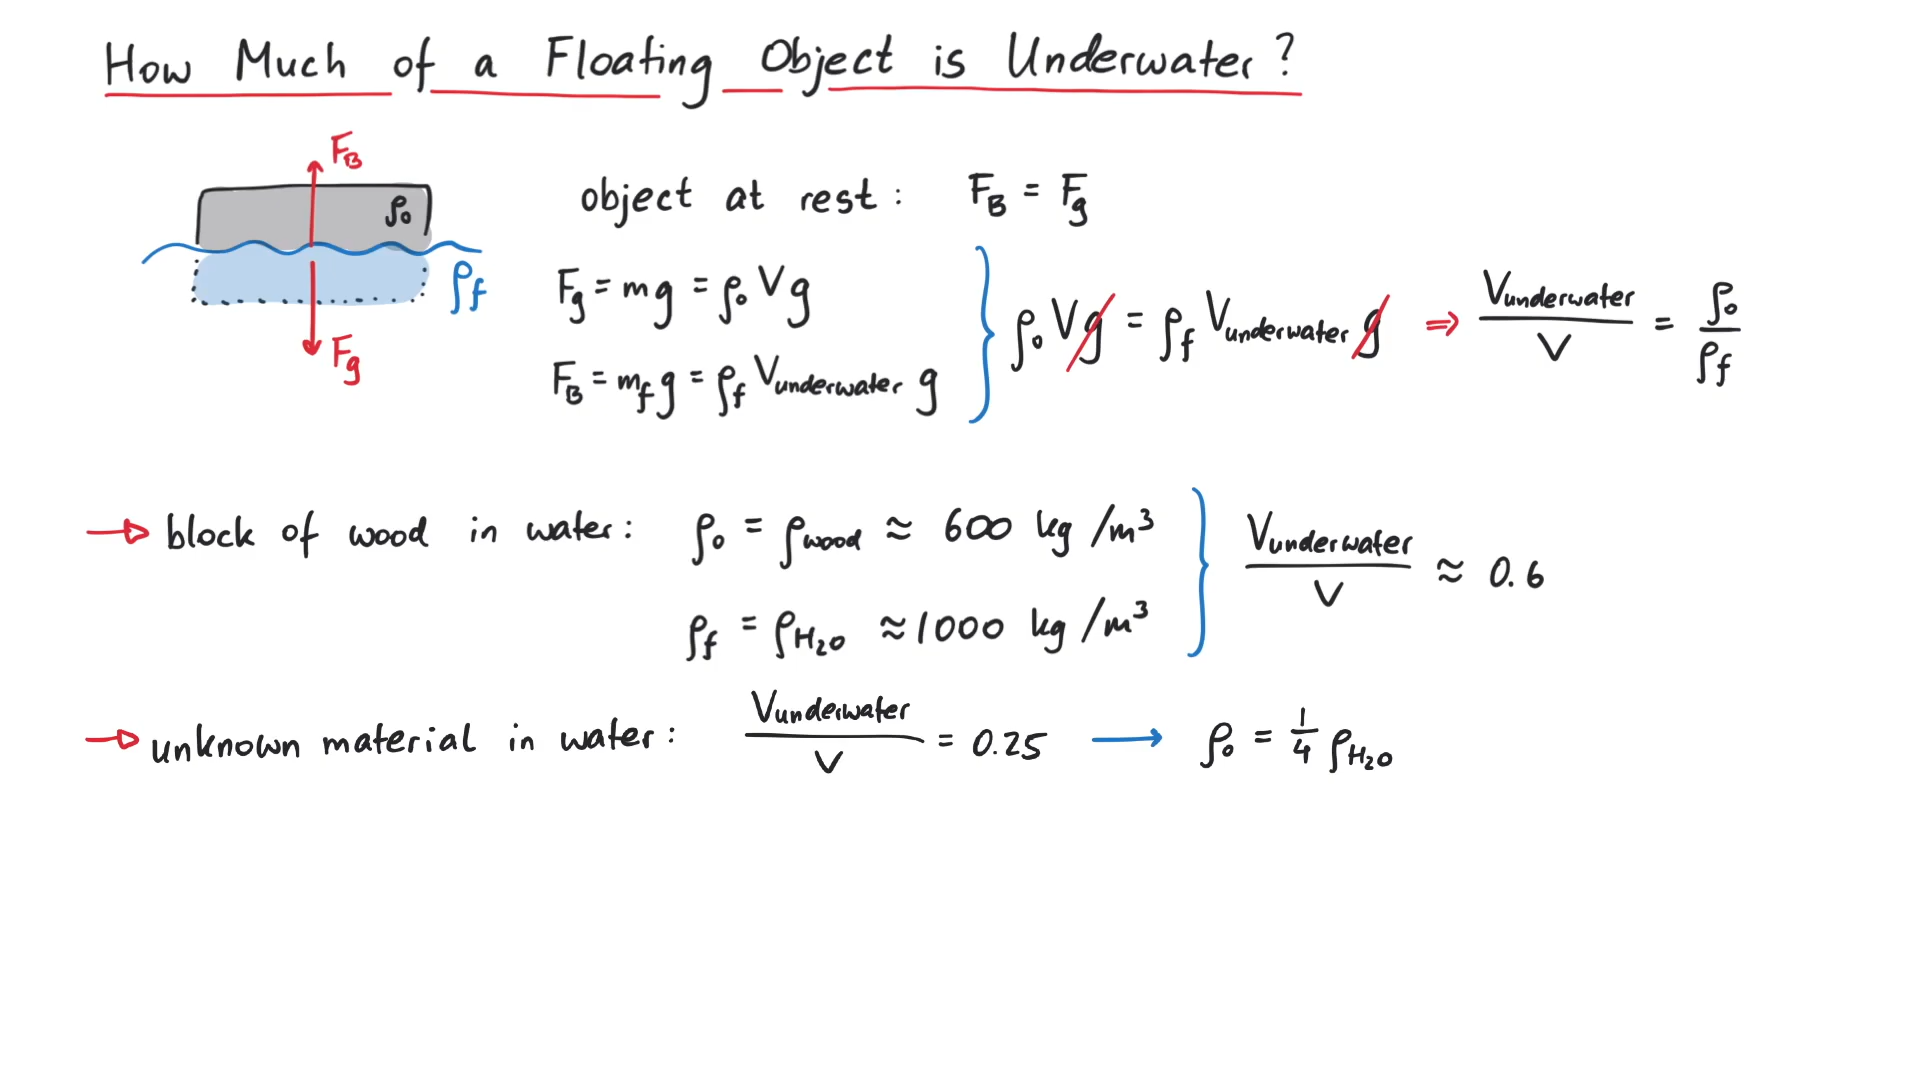 How Much of a Floating Object is Underwater?
F_B
ρ_o
ρ_f
F_g
object at rest: F_B = F_g
F_g = mg = ρ_o V g
F_B = m_f g = ρ_f V_underwater g
ρ_o V g = ρ_f V_underwater g ⇒ V_underwater / V = ρ_o / ρ_f
→ block of wood in water: ρ_o = ρ_wood ≈ 600 kg/m³
ρ_f = ρ_H₂O ≈ 1000 kg/m³
V_underwater / V ≈ 0.6
→ unknown material in water: V_underwater / V = 0.25 → ρ_o = 1/4 ρ_H₂O